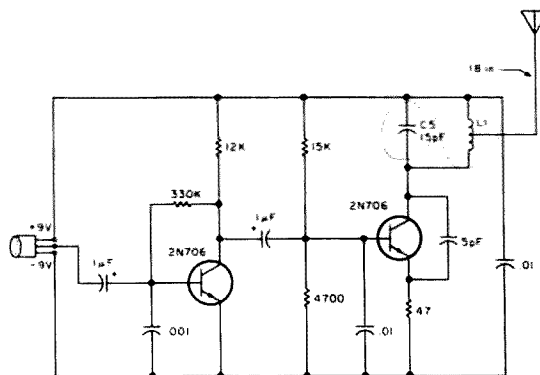 18 in
C5
15pF
L1
12K
15K
330K
2N706
+9V
1µF
2N706
5pF
-9V
1µF
.01
4700
47
.001
.01